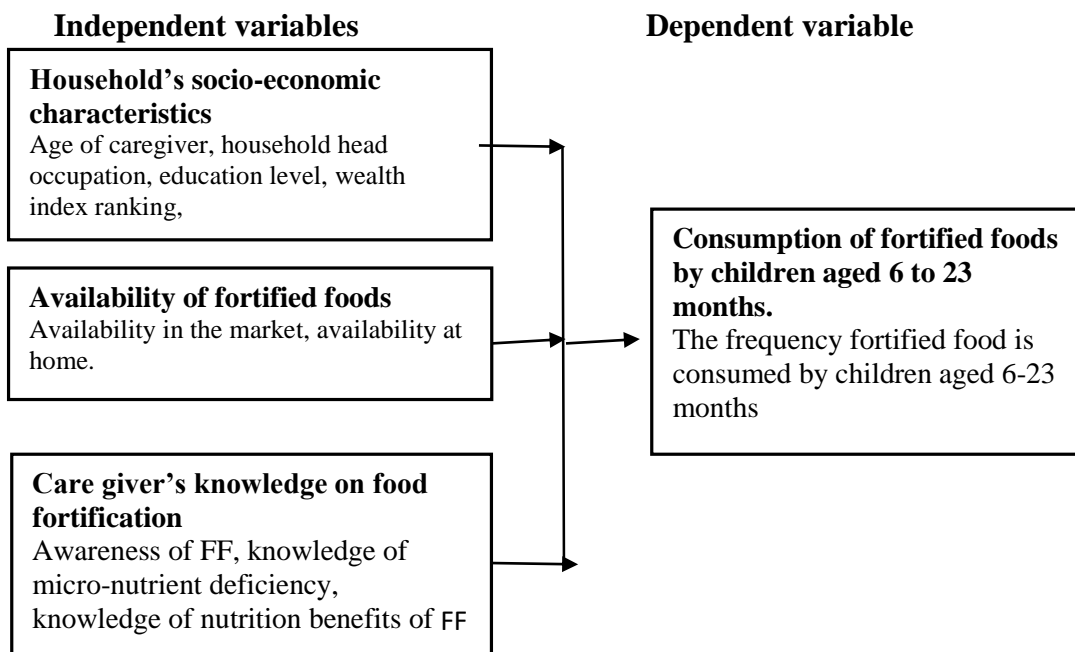 Independent variables
Dependent variable
Household's socio-economic
characteristics
Age of caregiver, household head
occupation, education level, wealth
index ranking,
Availability of fortified foods
Availability in the market, availability at
home.
Care giver's knowledge on food
fortification
Awareness of FF, knowledge of
micro-nutrient deficiency,
knowledge of nutrition benefits of FF
Consumption of fortified foods
by children aged 6 to 23
months.
The frequency fortified food is
consumed by children aged 6-23
months